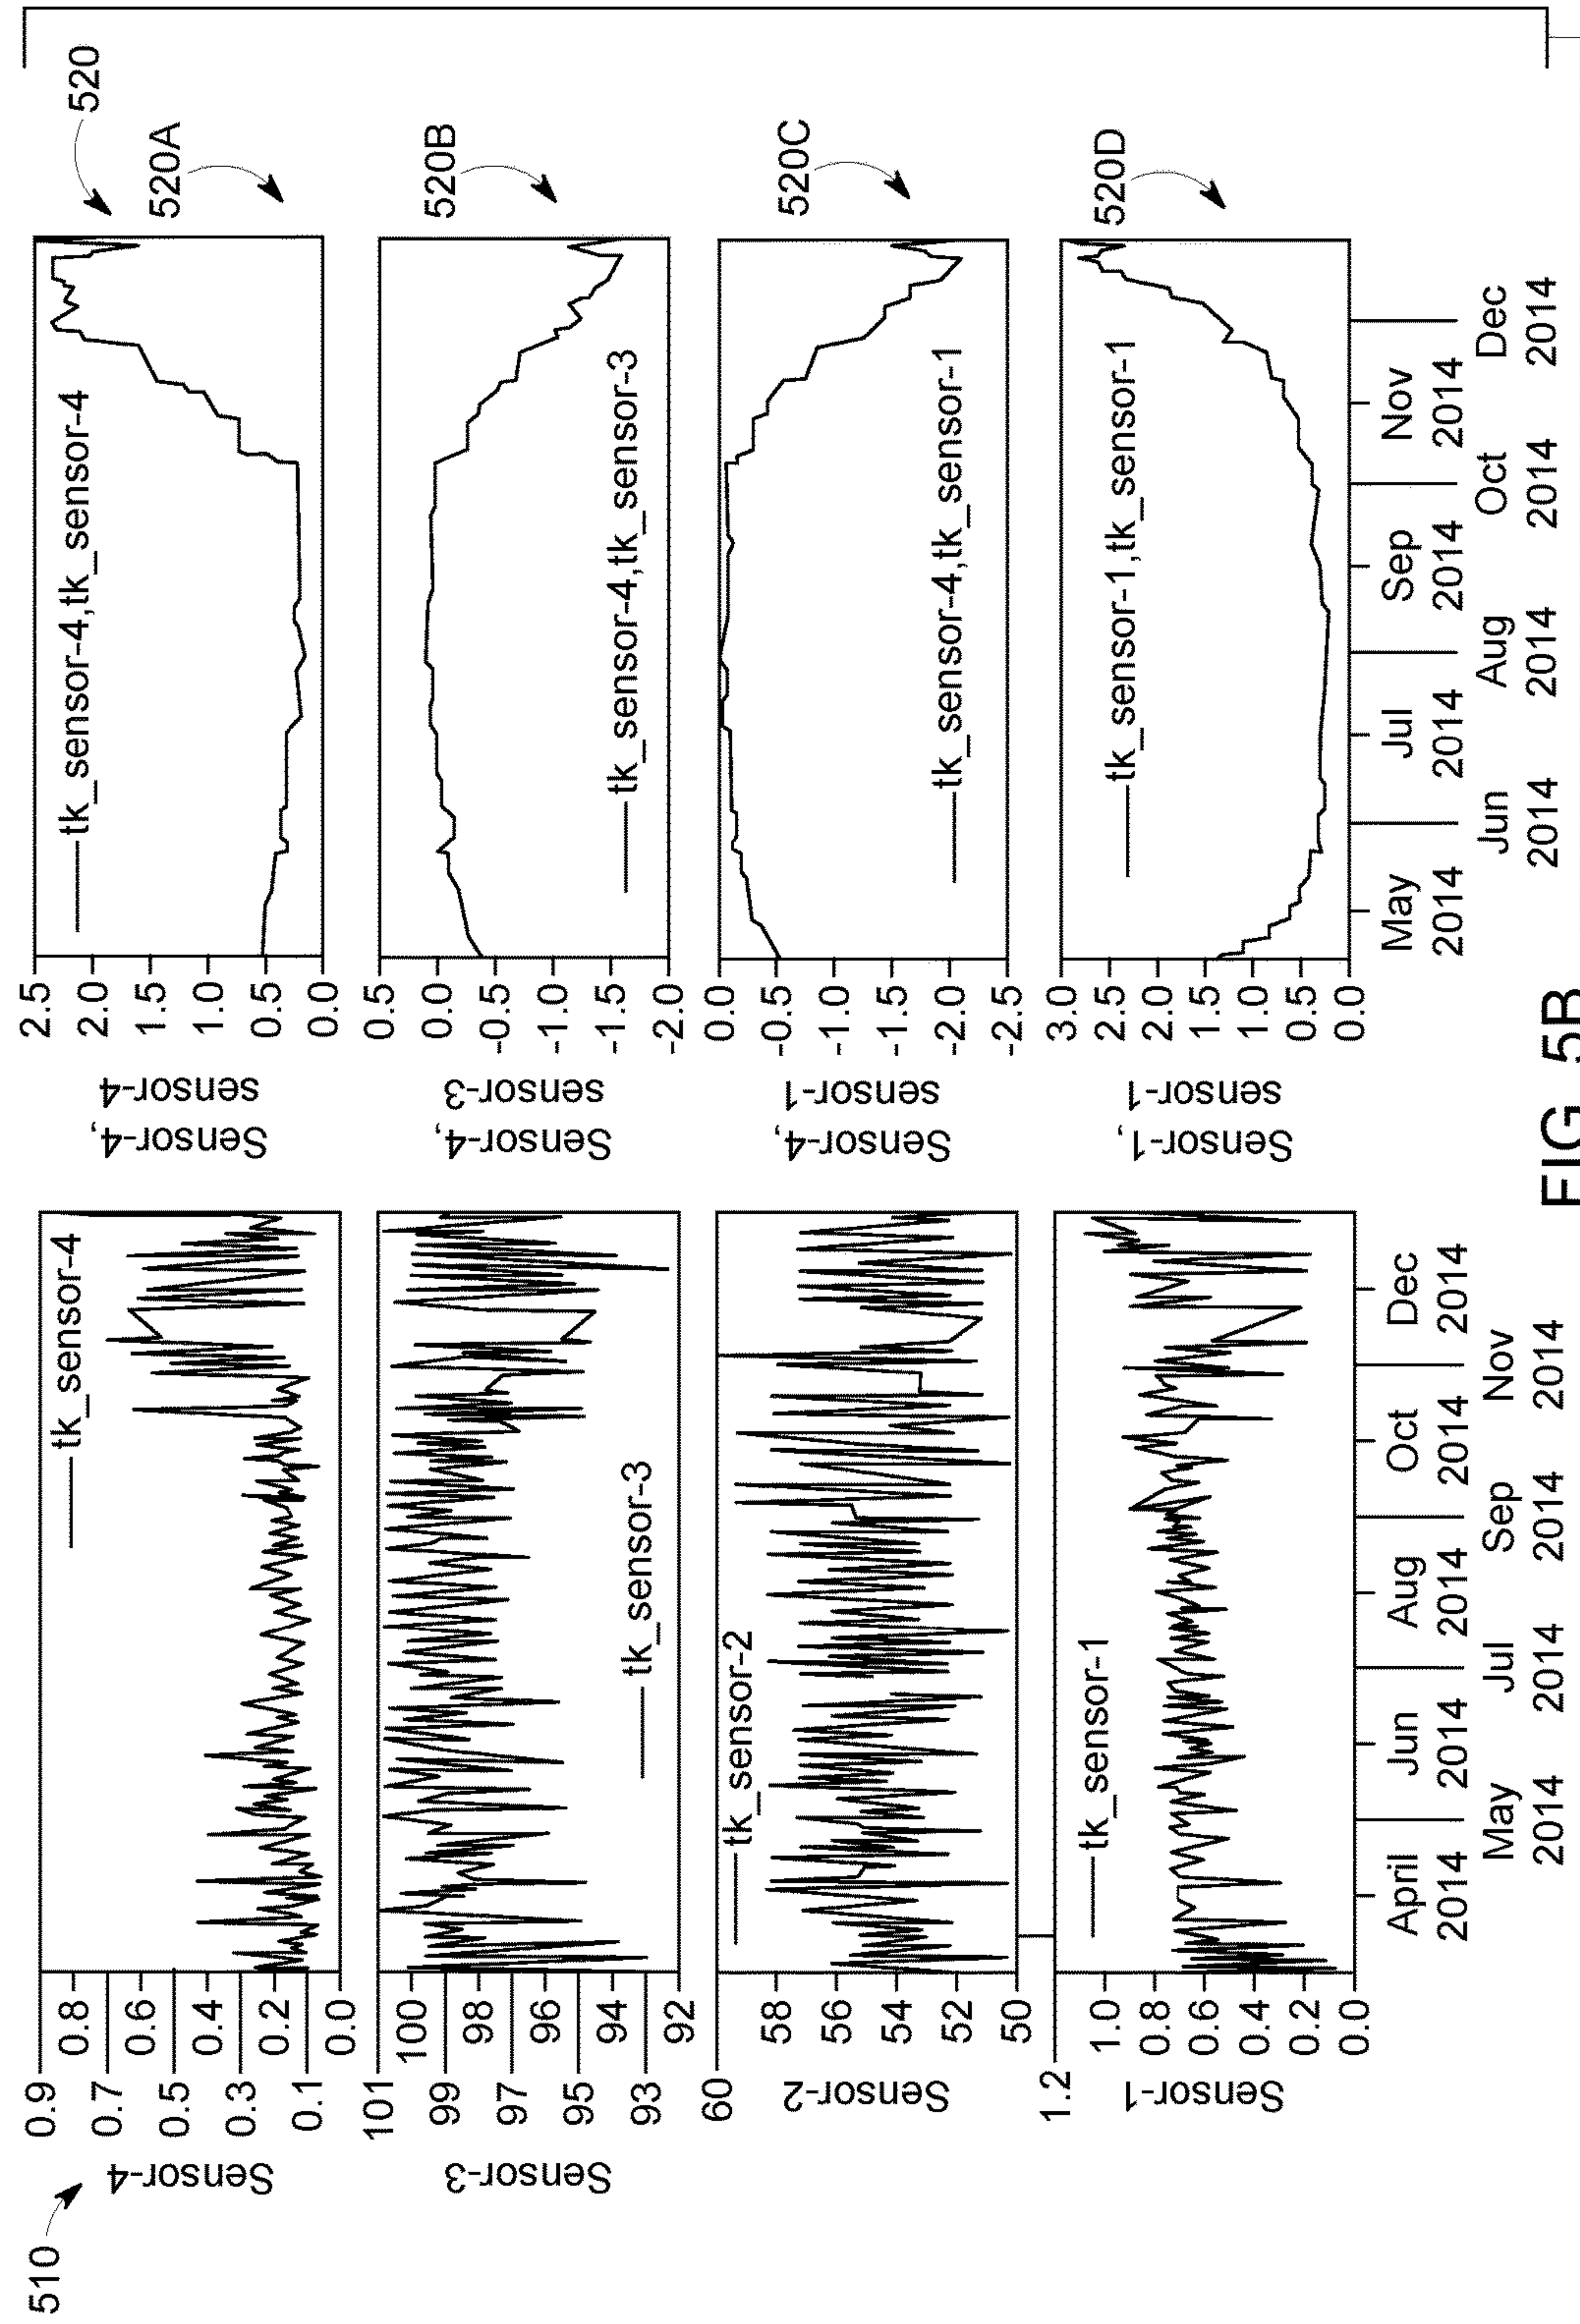 510
Sensor-4
0.9
0.8
0.7
0.6
0.5
0.4
0.3
0.2
0.1
0.0
tk_sensor-4
Sensor-3
101
100
99
98
97
96
95
94
93
92
tk_sensor-3
Sensor-2
60
58
56
54
52
50
tk_sensor-2
Sensor-1
1.2
1.0
0.8
0.6
0.4
0.2
0.0
tk_sensor-1
April 2014
May 2014
Jun 2014
Jul 2014
Aug 2014
Sep 2014
Oct 2014
Nov 2014
Dec 2014
520
520A
Sensor-4,
sensor-4
2.5
2.0
1.5
1.0
0.5
0.0
tk_sensor-4,tk_sensor-4
520B
Sensor-4,
sensor-3
0.5
0.0
-0.5
-1.0
-1.5
-2.0
tk_sensor-4,tk_sensor-3
520C
Sensor-4,
sensor-1
0.0
-0.5
-1.0
-1.5
-2.0
-2.5
tk_sensor-4,tk_sensor-1
520D
Sensor-1,
sensor-1
3.0
2.5
2.0
1.5
1.0
0.5
0.0
tk_sensor-1,tk_sensor-1
May 2014
Jun 2014
Jul 2014
Aug 2014
Sep 2014
Oct 2014
Nov 2014
Dec 2014
FIG. 5B